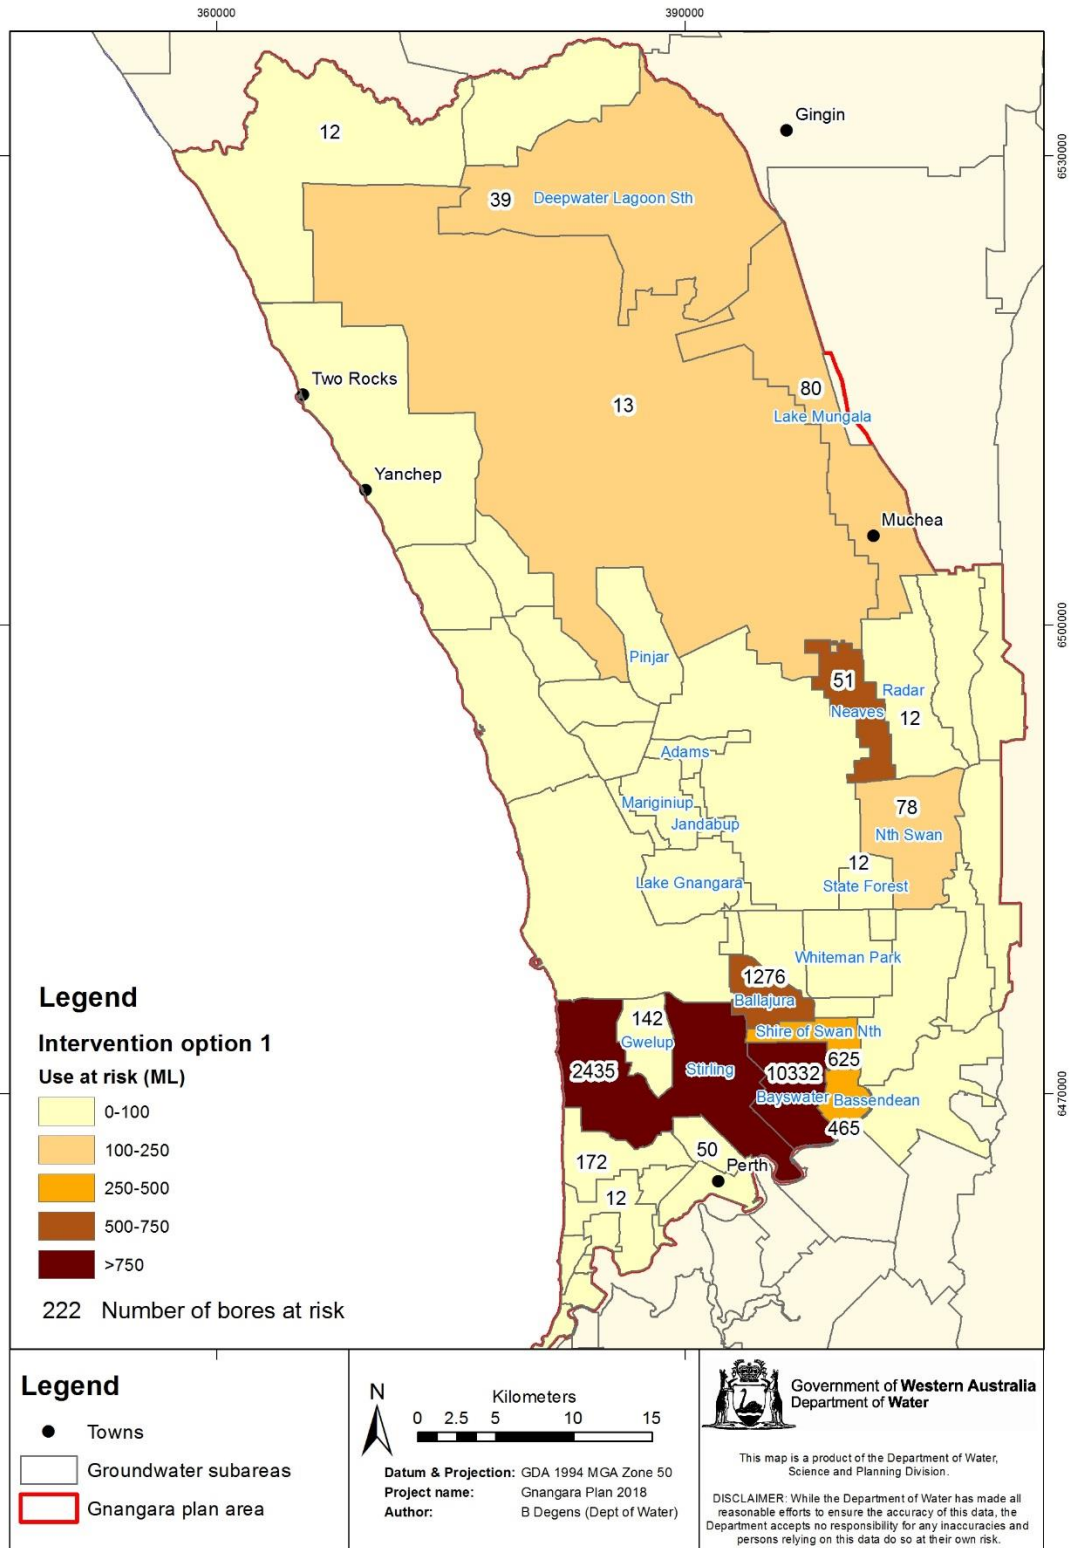 360000
390000
Gingin
12
6530000
39
Deepwater Lagoon Sth
Two Rocks
13
80
Lake Mungala
Yanchep
Muchea
6500000
Pinjar
51
Radar
Neaves
12
Adams
Mariginiup
Jandabup
78
Nth Swan
12
Lake Gnangara
State Forest
Whiteman Park
1276
Ballajura
142
Gwelup
Shire of Swan Nth
2435
Stirling
10332
625
6470000
Bayswater
Bassendean
465
50
172
Perth
12
Legend
Intervention option 1
Use at risk (ML)
0-100
100-250
250-500
500-750
>750
222 Number of bores at risk
Legend
Towns
Groundwater subareas
Gnangara plan area
N
Kilometers
0 2.5 5 10 15
Datum & Projection: GDA 1994 MGA Zone 50
Project name: Gnangara Plan 2018
Author: B Degens (Dept of Water)
Government of Western Australia
Department of Water
This map is a product of the Department of Water,
Science and Planning Division.
DISCLAIMER: While the Department of Water has made all
reasonable efforts to ensure the accuracy of this data, the
Department accepts no responsibility for any inaccuracies and
persons relying on this data do so at their own risk.